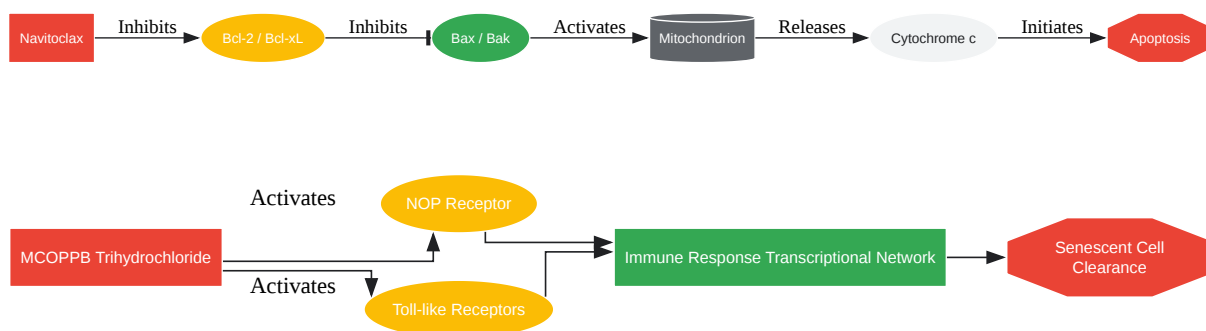 Navitoclax
Inhibits
Bcl-2 / Bcl-xL
Inhibits
Bax / Bak
Activates
Mitochondrion
Releases
Cytochrome c
Initiates
Apoptosis
MCOPPB Trihydrochloride
Activates
NOP Receptor
Activates
Toll-like Receptors
Immune Response Transcriptional Network
Senescent Cell
Clearance